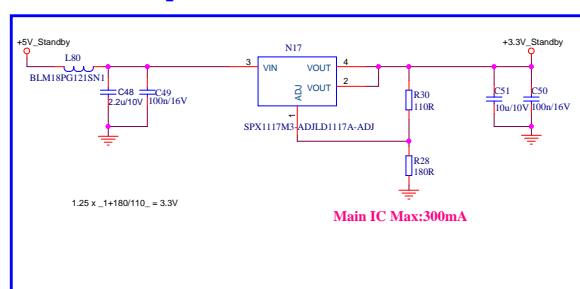 +5V_Standby
L80
BLM18PG121SN1
C48
2.2u/10V
C49
100n/16V
N17
3
VIN
VOUT
4
VOUT
2
ADJ
1
SPX1117M3-ADJLD1117A-ADJ
R30
110R
R28
180R
+3.3V_Standby
C51
10u/10V
C50
100n/16V
1.25 x _1+180/110_ = 3.3V
Main IC Max:300mA